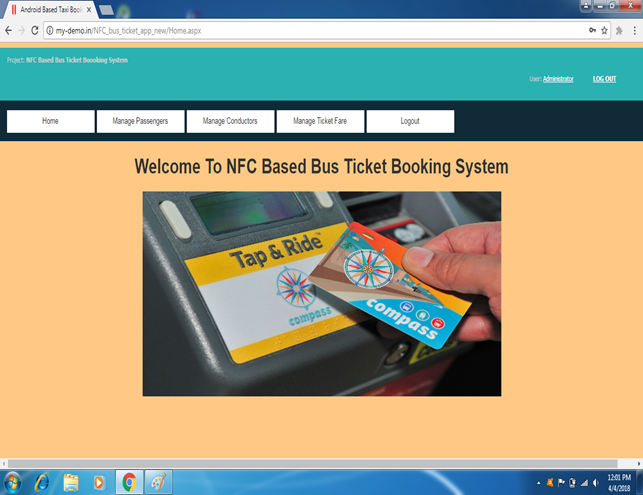 Android Based Taxi Book
my-demo.in/NFC_bus_ticket_app_new/Home.aspx
Project: NFC Based Bus Ticket Boooking System
User: Administrator LOG OUT
Home Manage Passengers Manage Conductors Manage Ticket Fare Logout
Welcome To NFC Based Bus Ticket Booking System
Tap & Ride
compass
compass
12:01 PM
4/4/2018